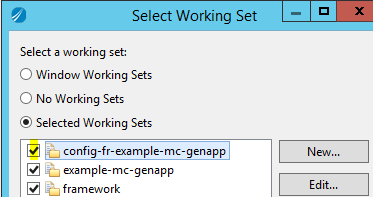 Select Working Set
Select a working set:
Window Working Sets
No Working Sets
Selected Working Sets
config-fr-example-mc-genapp
New...
example-mc-genapp
framework
Edit...